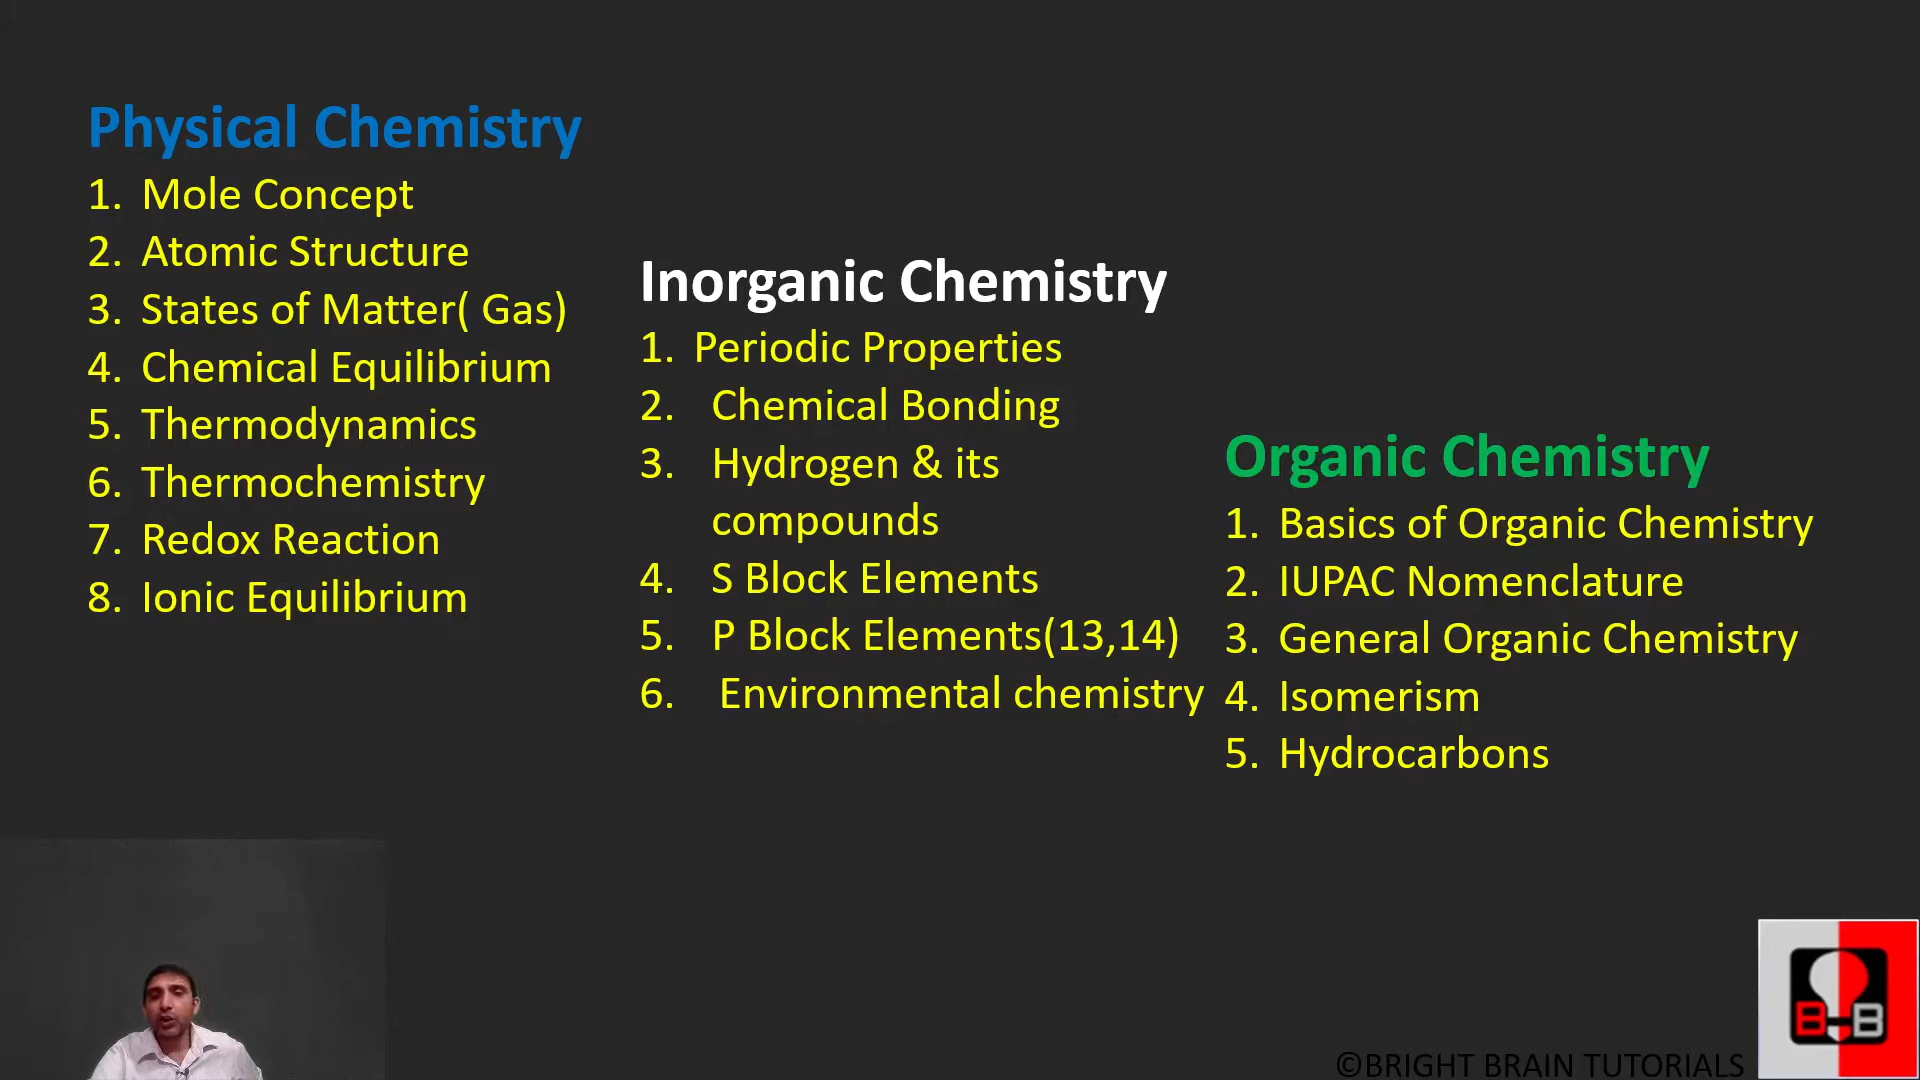 Physical Chemistry
1. Mole Concept
2. Atomic Structure
3. States of Matter( Gas)
4. Chemical Equilibrium
5. Thermodynamics
6. Thermochemistry
7. Redox Reaction
8. Ionic Equilibrium
Inorganic Chemistry
1. Periodic Properties
2. Chemical Bonding
3. Hydrogen & its
compounds
4. S Block Elements
5. P Block Elements(13,14)
6. Environmental chemistry
Organic Chemistry
1. Basics of Organic Chemistry
2. IUPAC Nomenclature
3. General Organic Chemistry
4. Isomerism
5. Hydrocarbons
B B
©BRIGHT BRAIN TUTORIALS